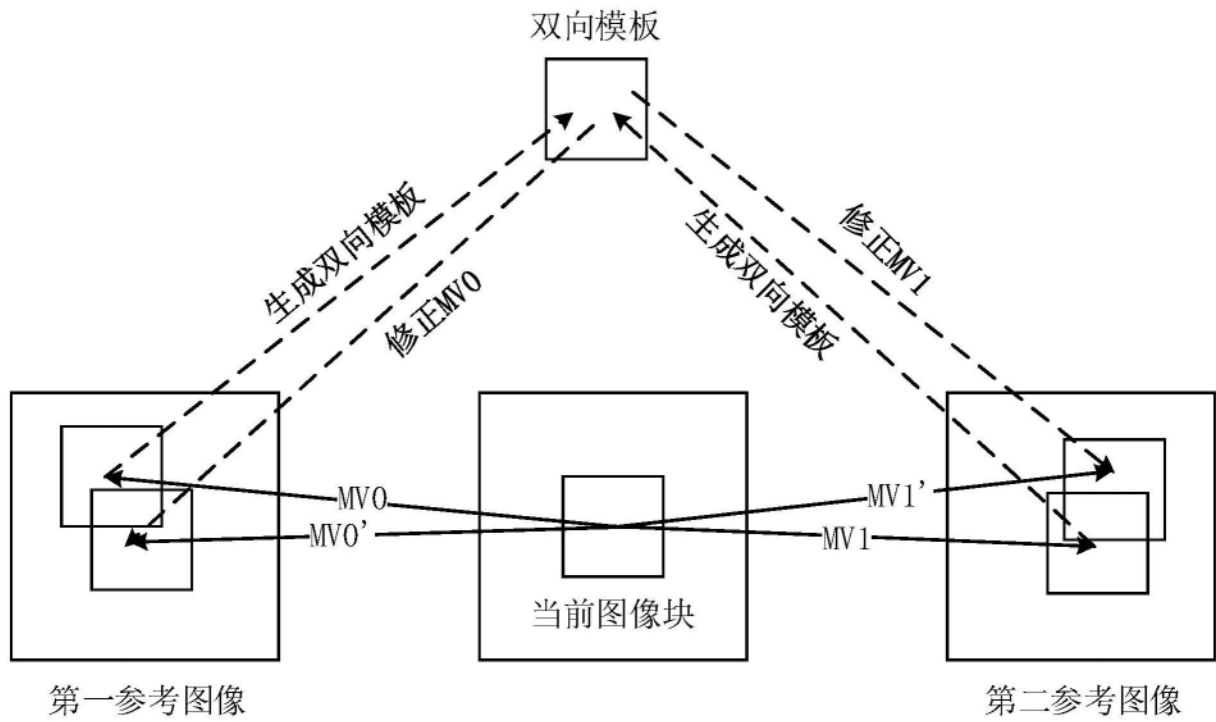 双向模板
生成双向模板
修正MV0
修正MV1
生成双向模板
MV0
MV0'
MV1'
MV1
当前图像块
第一参考图像
第二参考图像